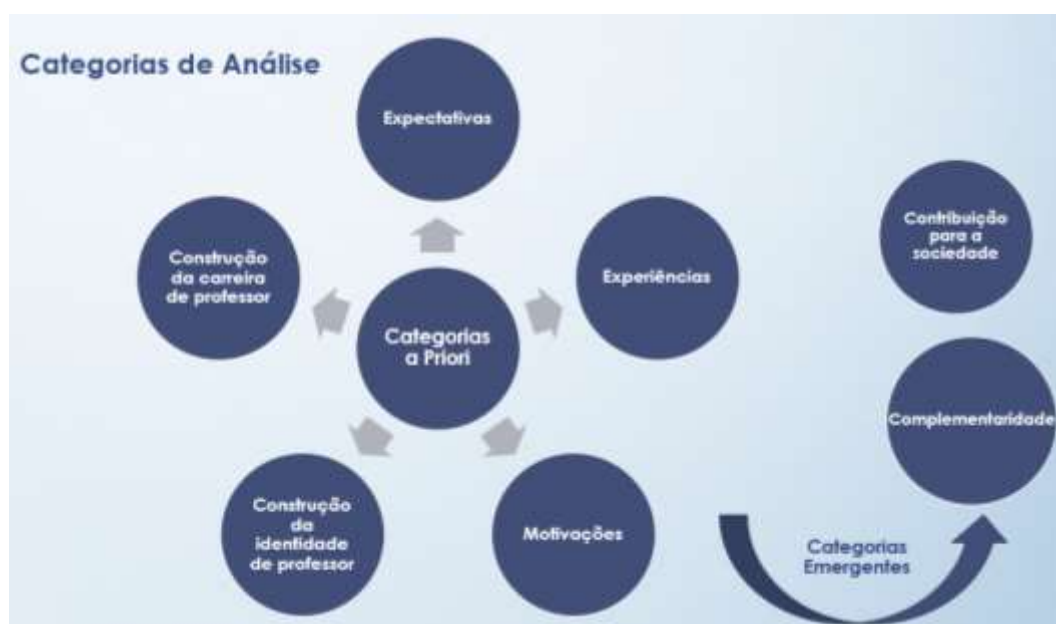 Categorias de Análise
Expectativas
Construção
da carreira
de professor
Experiências
Categorias
a Priori
Construção
da
identidade
de professor
Motivações
Contribuição
para a
sociedade
Complementaridade
Categorias
Emergentes